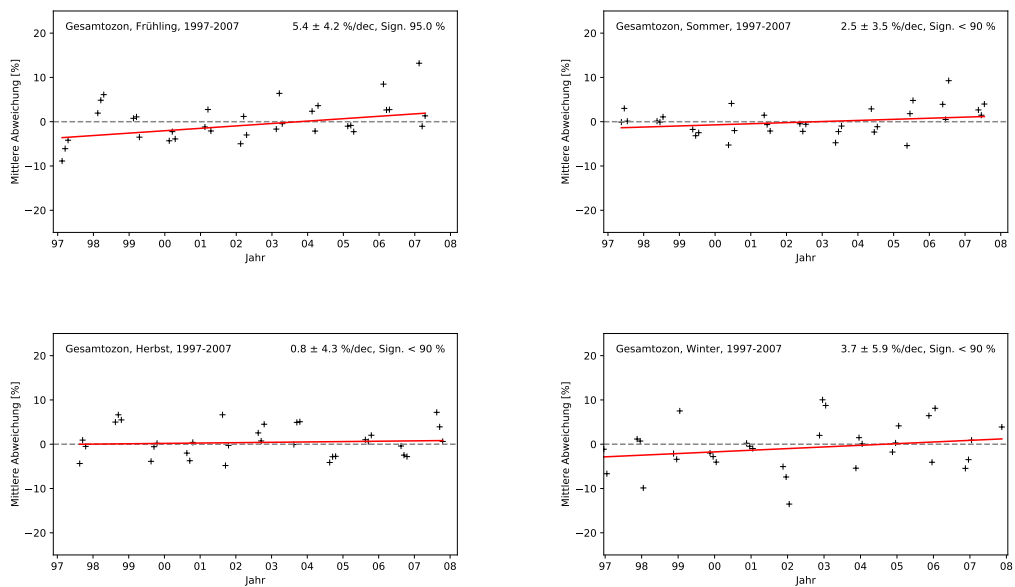 Gesamtozon, Frühling, 1997-2007 5.4 ± 4.2 %/dec, Sign. 95.0 %
Mittlere Abweichung [%]
20
10
0
−10
−20
97 98 99 00 01 02 03 04 05 06 07 08
Jahr
Gesamtozon, Sommer, 1997-2007 2.5 ± 3.5 %/dec, Sign. < 90 %
Mittlere Abweichung [%]
20
10
0
−10
−20
97 98 99 00 01 02 03 04 05 06 07 08
Jahr
Gesamtozon, Herbst, 1997-2007 0.8 ± 4.3 %/dec, Sign. < 90 %
Mittlere Abweichung [%]
20
10
0
−10
−20
97 98 99 00 01 02 03 04 05 06 07 08
Jahr
Gesamtozon, Winter, 1997-2007 3.7 ± 5.9 %/dec, Sign. < 90 %
Mittlere Abweichung [%]
20
10
0
−10
−20
97 98 99 00 01 02 03 04 05 06 07 08
Jahr